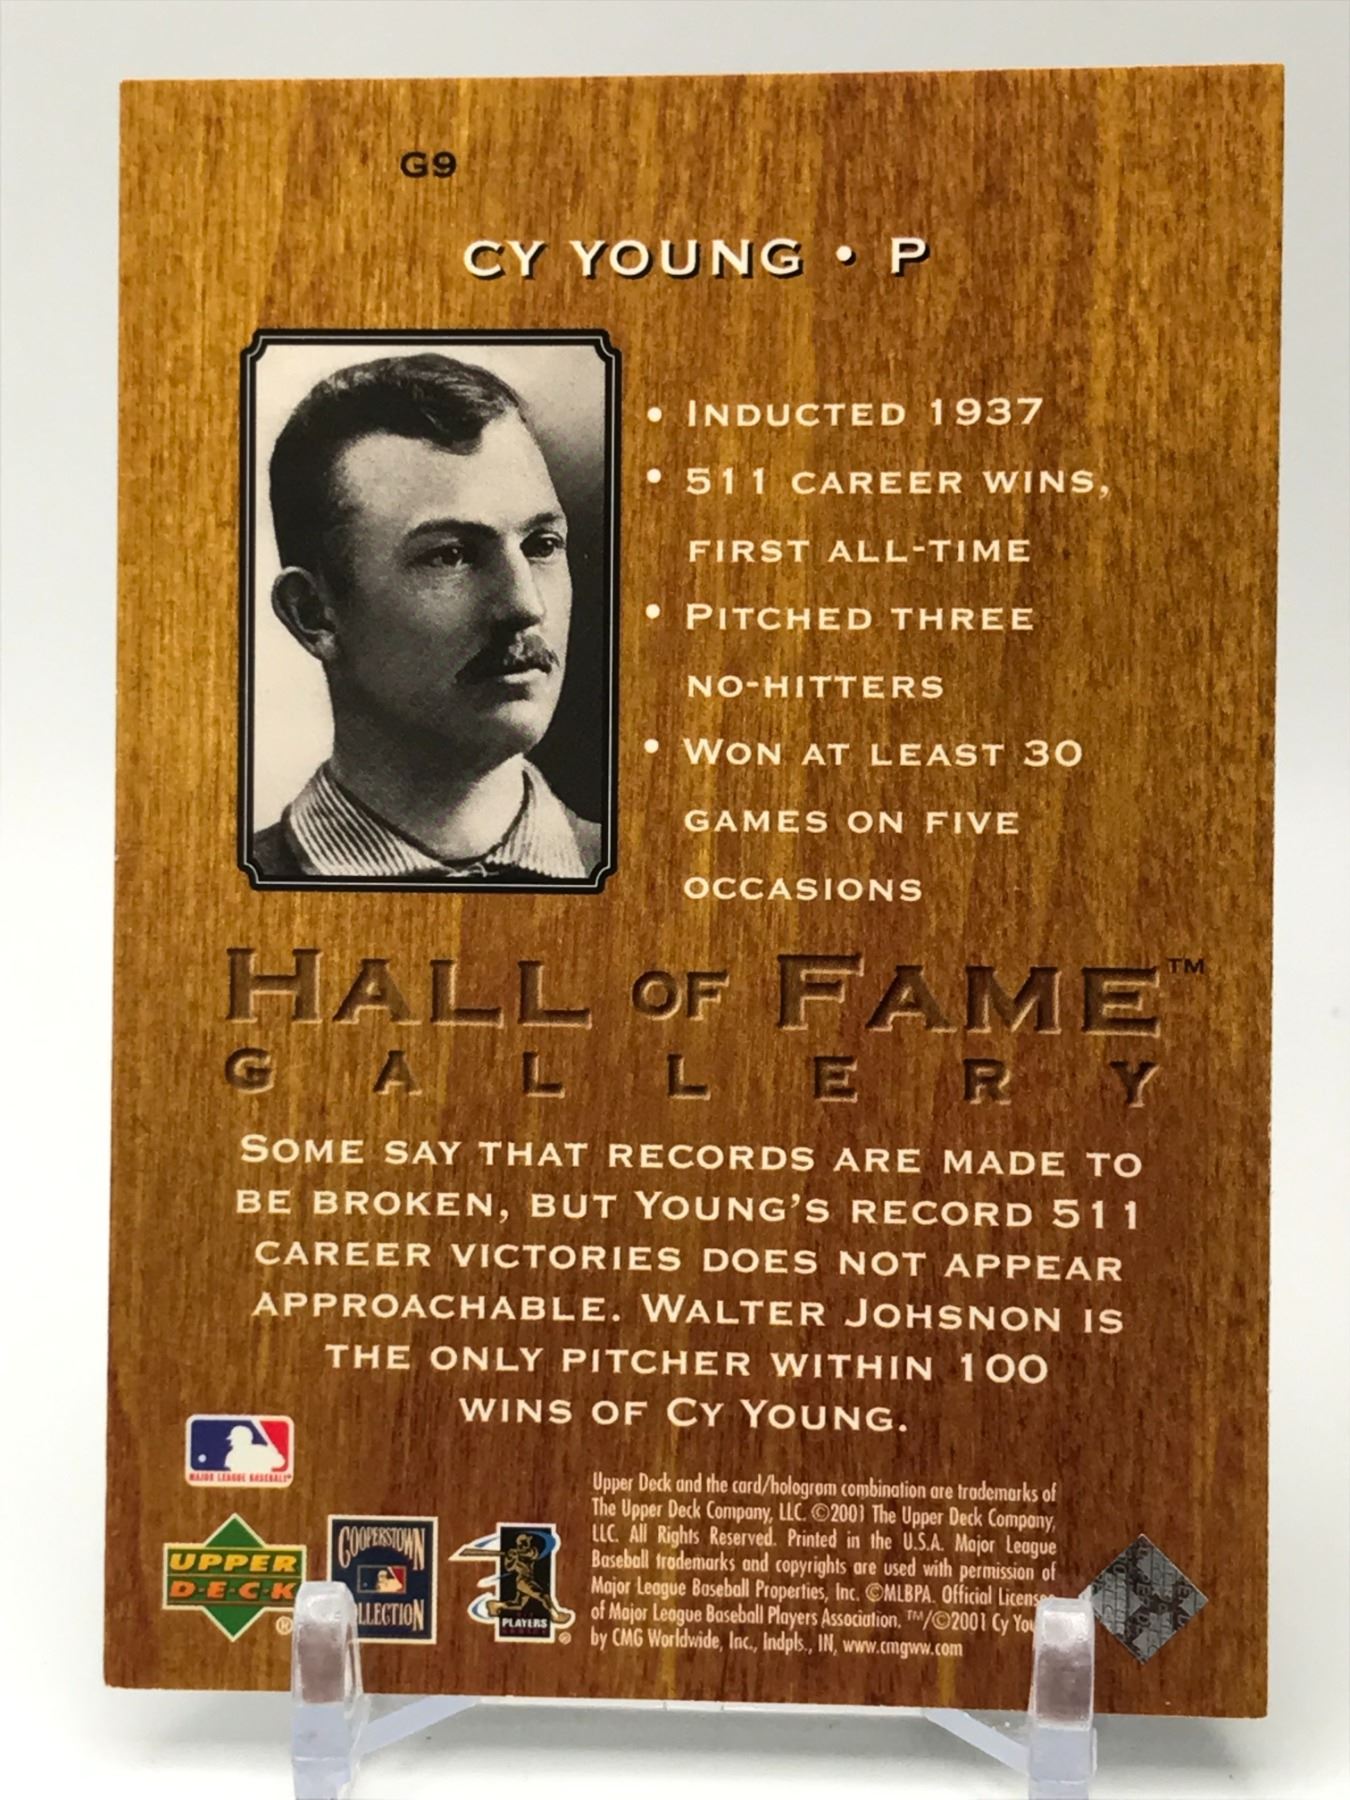 G9
CY YOUNG • P
• INDUCTED 1937
• 511 CAREER WINS,
FIRST ALL-TIME
• PITCHED THREE
NO-HITTERS
• WON AT LEAST 30
GAMES ON FIVE
OCCASIONS
HALL OF FAME™
GALLERY
SOME SAY THAT RECORDS ARE MADE TO
BE BROKEN, BUT YOUNG'S RECORD 511
CAREER VICTORIES DOES NOT APPEAR
APPROACHABLE. WALTER JOHSNON IS
THE ONLY PITCHER WITHIN 100
WINS OF CY YOUNG.
MAJOR LEAGUE BASEBALL®
UPPER
D·E·C·K
®
COOPERSTOWN
COLLECTION
PLAYERS
®
Upper Deck and the card/hologram combination are trademarks of
The Upper Deck Company, LLC. ©2001 The Upper Deck Company,
LLC. All Rights Reserved. Printed in the U.S.A. Major League
Baseball trademarks and copyrights are used with permission of
Major League Baseball Properties, Inc. ©MLBPA. Official Licensee
of Major League Baseball Players Association. ™/©2001 Cy You
by CMG Worldwide, Inc., Indpls., IN, www.cmgww.com